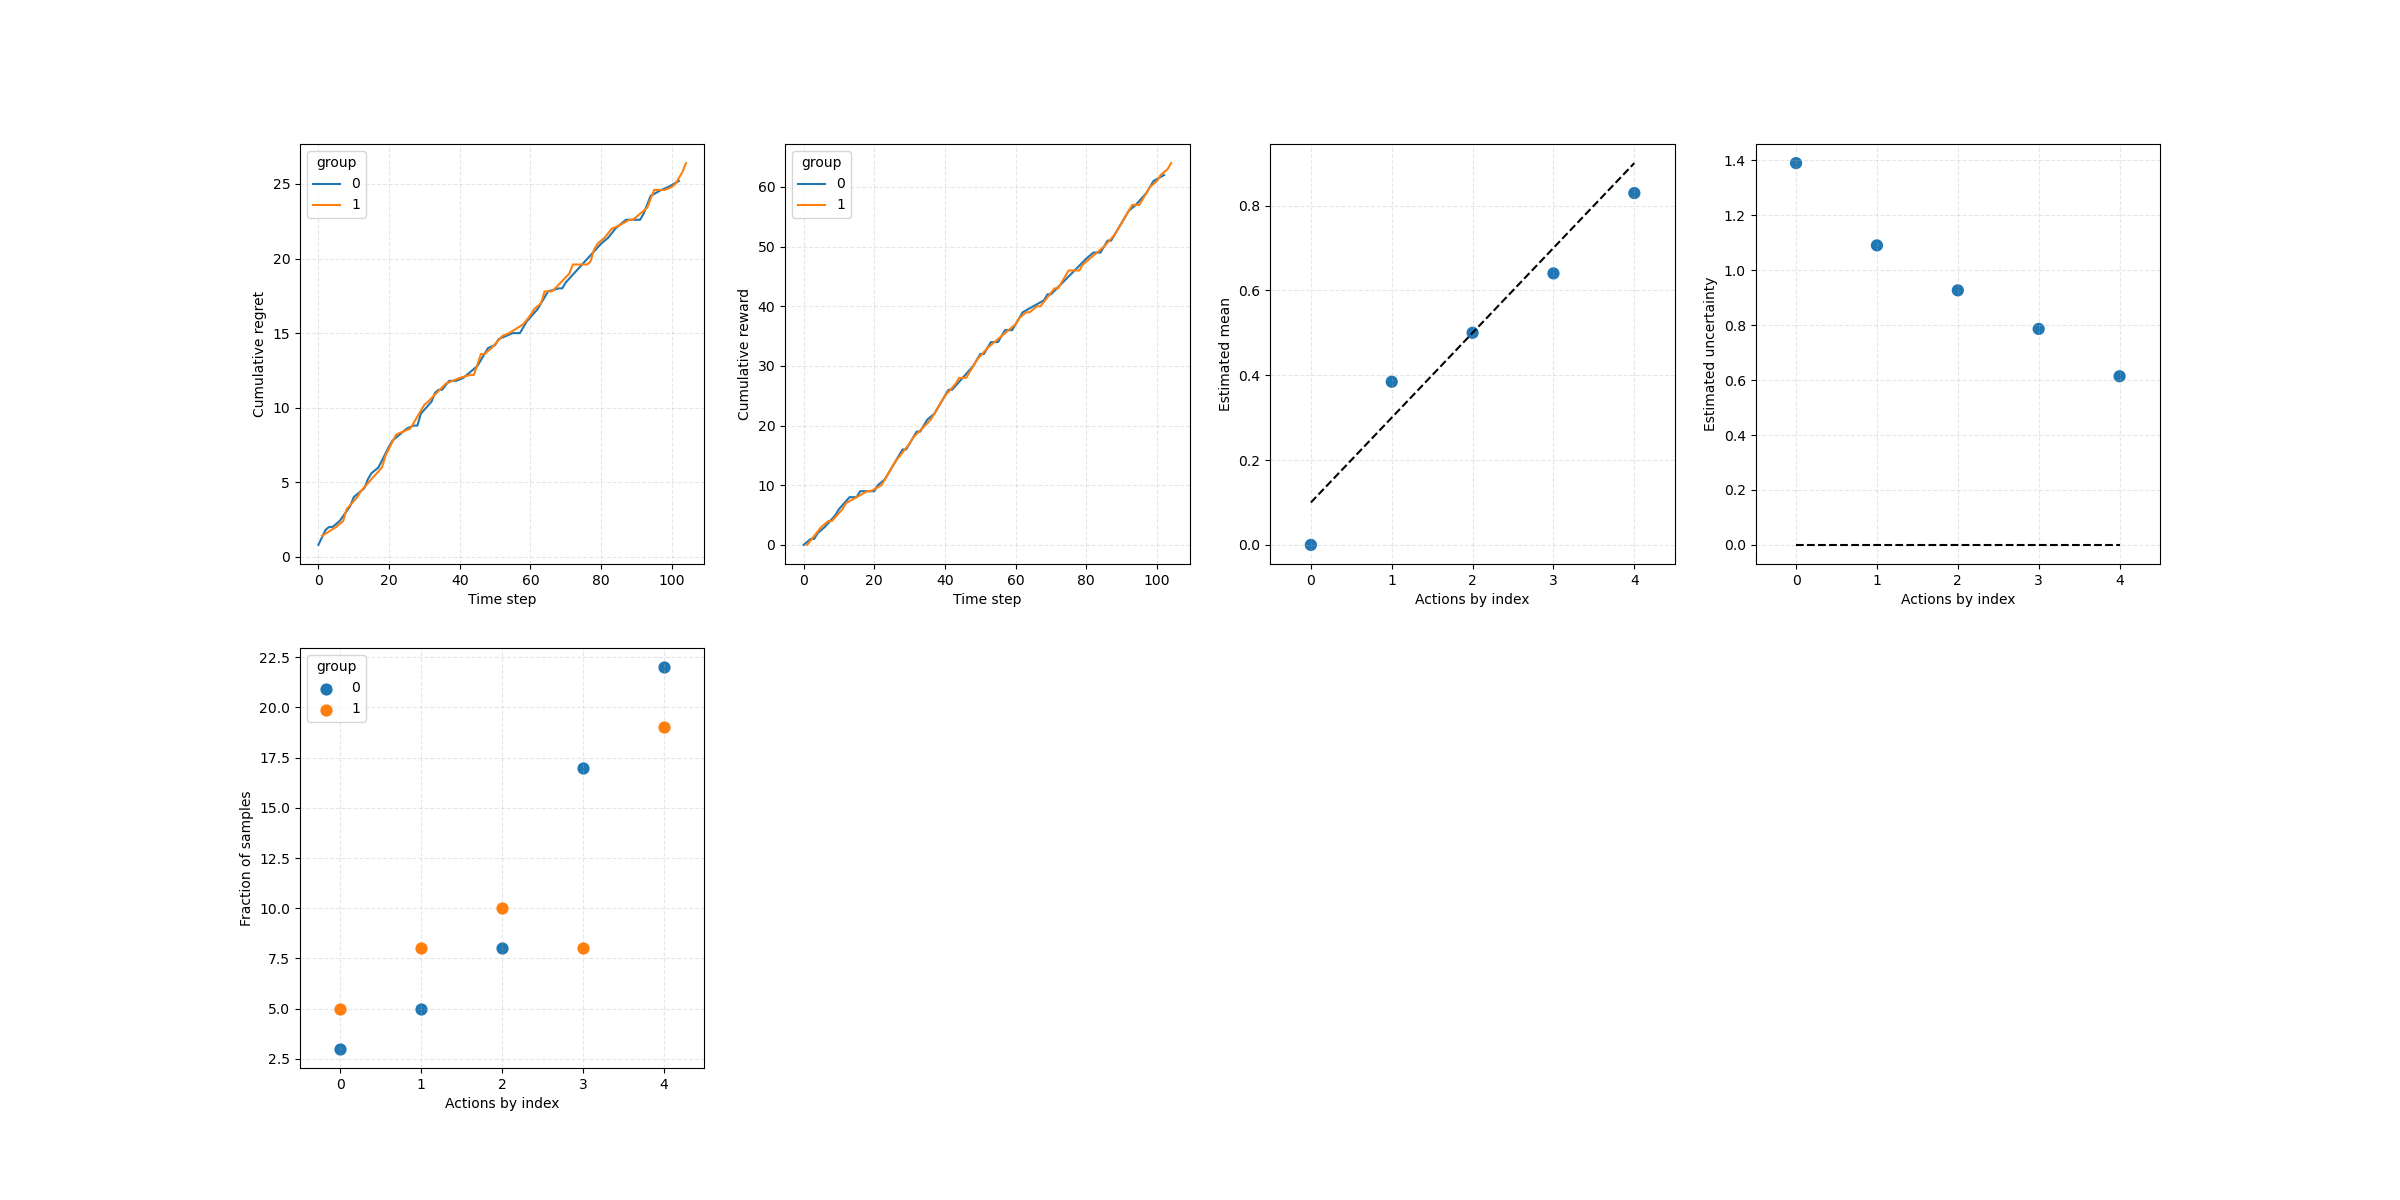 group
0
1
25
20
15
10
5
0
Cumulative regret
0 20 40 60 80 100
Time step
group
0
1
60
50
40
30
20
10
0
Cumulative reward
0 20 40 60 80 100
Time step
0.8
0.6
0.4
0.2
0.0
Estimated mean
0 1 2 3 4
Actions by index
1.4
1.2
1.0
0.8
0.6
0.4
0.2
0.0
Estimated uncertainty
0 1 2 3 4
Actions by index
group
0
1
22.5
20.0
17.5
15.0
12.5
10.0
7.5
5.0
2.5
Fraction of samples
0 1 2 3 4
Actions by index